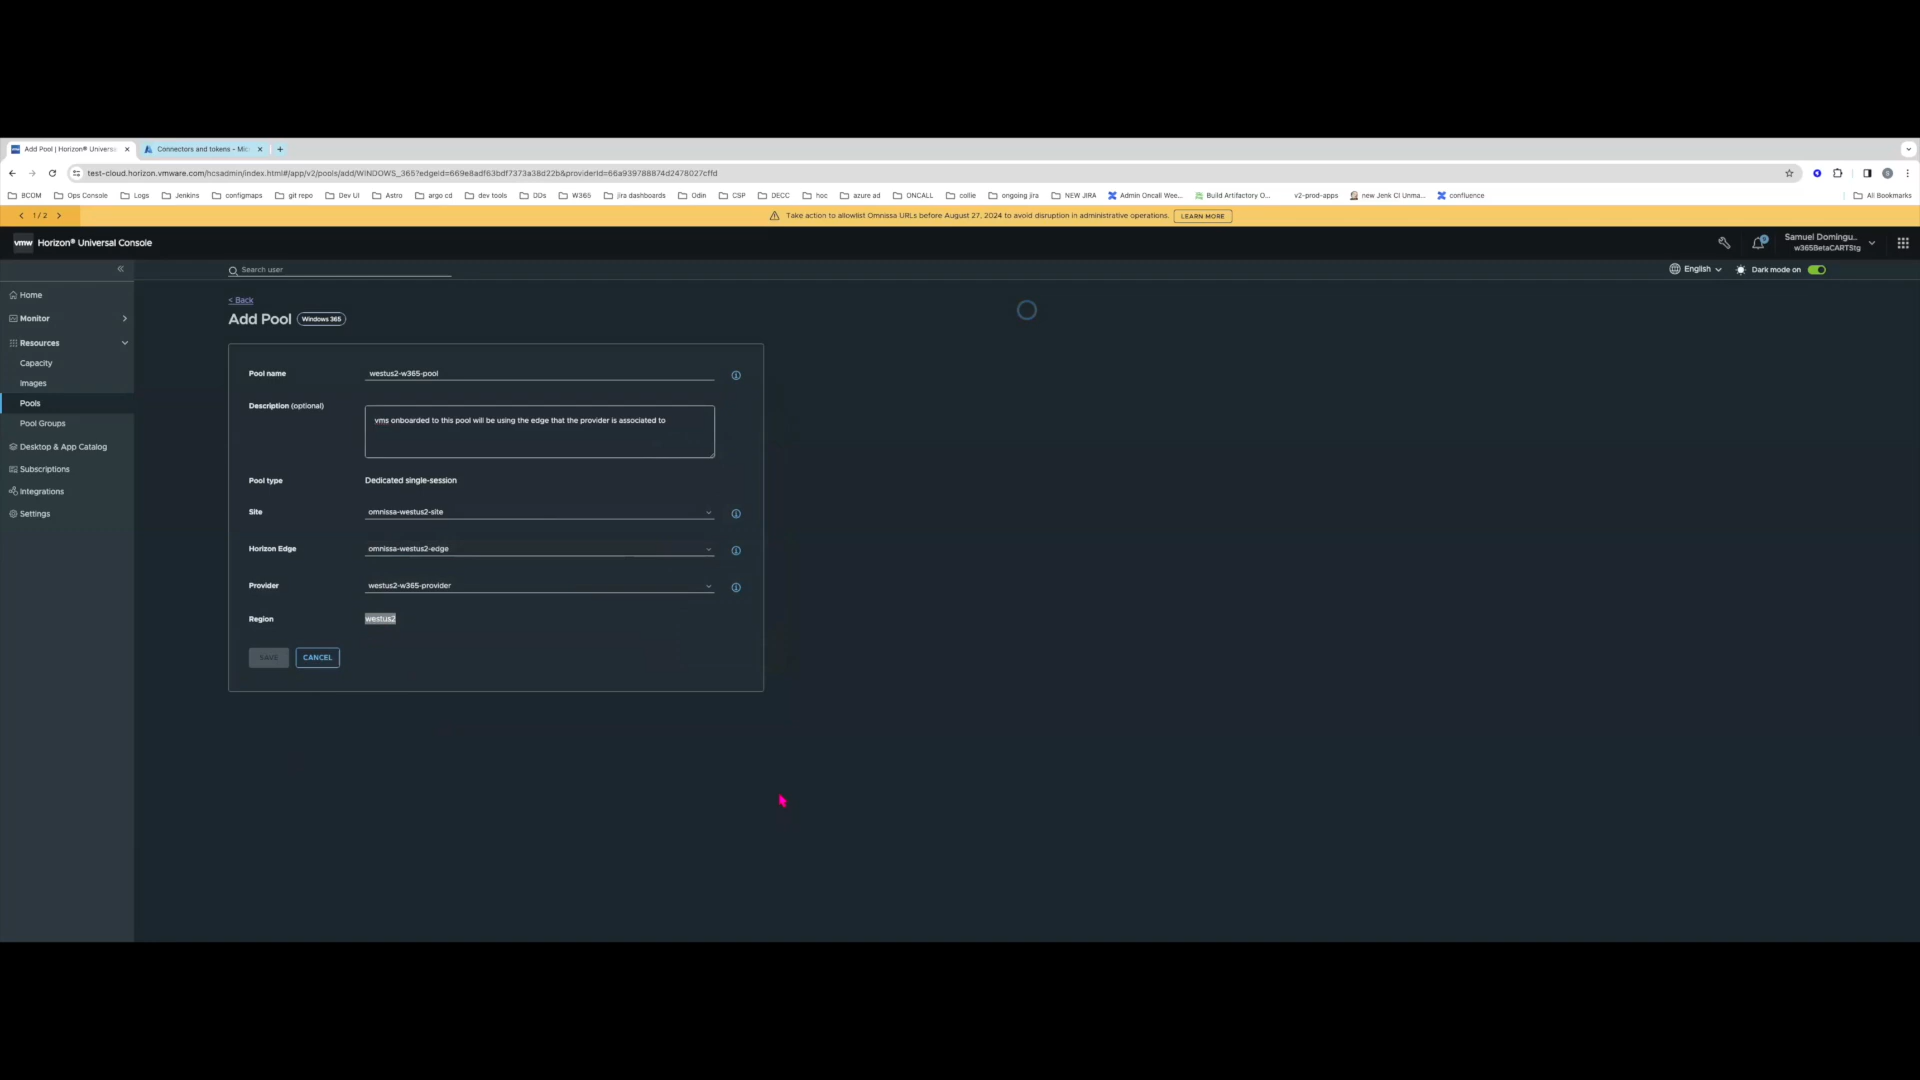 Add Pool | Horizon® Universa
Connectors and tokens - Mic
test-cloud.horizon.vmware.com/hcsadmin/index.html#/app/v2/pools/add/WINDOWS_365?edgeId=669e8adf63bdf7373a38d22b&providerId=66a939788874d2478027cffd
BCOM
Ops Console
Logs
Jenkins
configmaps
git repo
Dev UI
Astro
argo cd
dev tools
DDs
W365
jira dashboards
Odin
CSP
DECC
hoc
azure ad
ONCALL
collie
ongoing jira
NEW JIRA
Admin Oncall Wee...
Build Artifactory O...
v2-prod-apps
new Jenk CI Unma...
confluence
All Bookmarks
1 / 2
Take action to allowlist Omnissa URLs before August 27, 2024 to avoid disruption in administrative operations.
LEARN MORE
vmw
Horizon® Universal Console
Samuel Domingu...
w365BetaCARTStg
Search user
English
Dark mode on
Home
Monitor
Resources
Capacity
Images
Pools
Pool Groups
Desktop & App Catalog
Subscriptions
Integrations
Settings
< Back
Add Pool
Windows 365
Pool name
westus2-w365-pool
Description (optional)
vms onboarded to this pool will be using the edge that the provider is associated to
Pool type
Dedicated single-session
Site
omnissa-westus2-site
Horizon Edge
omnissa-westus2-edge
Provider
westus2-w365-provider
Region
westus2
SAVE
CANCEL